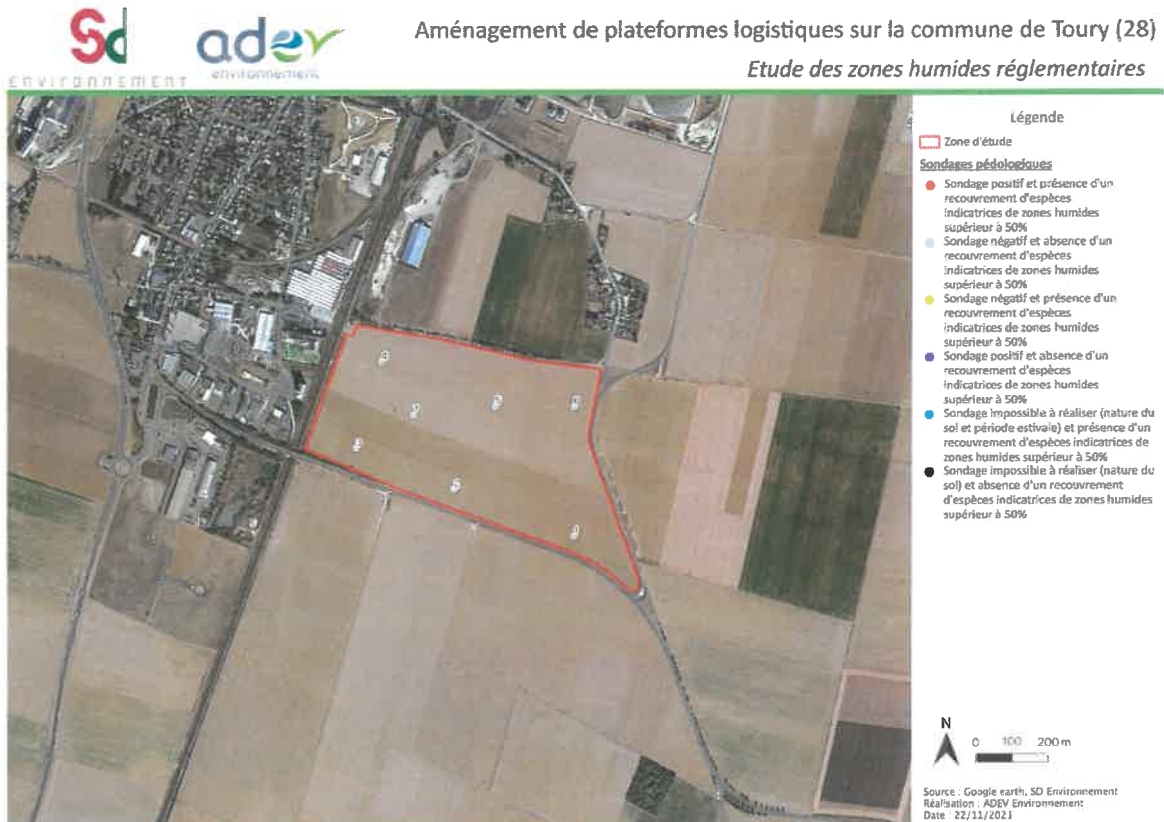 Sd
ENVIRONNEMENT
adev
environnement
Aménagement de plateformes logistiques sur la commune de Toury (28)
Etude des zones humides réglementaires
Légende
Zone d'étude
Sondages pédologiques
Sondage positif et présence d'un
recouvrement d'espèces
indicatrices de zones humides
supérieur à 50%
Sondage négatif et absence d'un
recouvrement d'espèces
indicatrices de zones humides
supérieur à 50%
Sondage négatif et présence d'un
recouvrement d'espèces
indicatrices de zones humides
supérieur à 50%
Sondage positif et absence d'un
recouvrement d'espèces
indicatrices de zones humides
supérieur à 50%
Sondage impossible à réaliser (nature du
sol et période estivale) et présence d'un
recouvrement d'espèces indicatrices de
zones humides supérieur à 50%
Sondage impossible à réaliser (nature du
sol) et absence d'un recouvrement
d'espèces indicatrices de zones humides
supérieur à 50%
4
3
1
N
0 100 200 m
Source : Google earth, SD Environnement
Réalisation : ADEV Environnement
Date : 22/11/2021